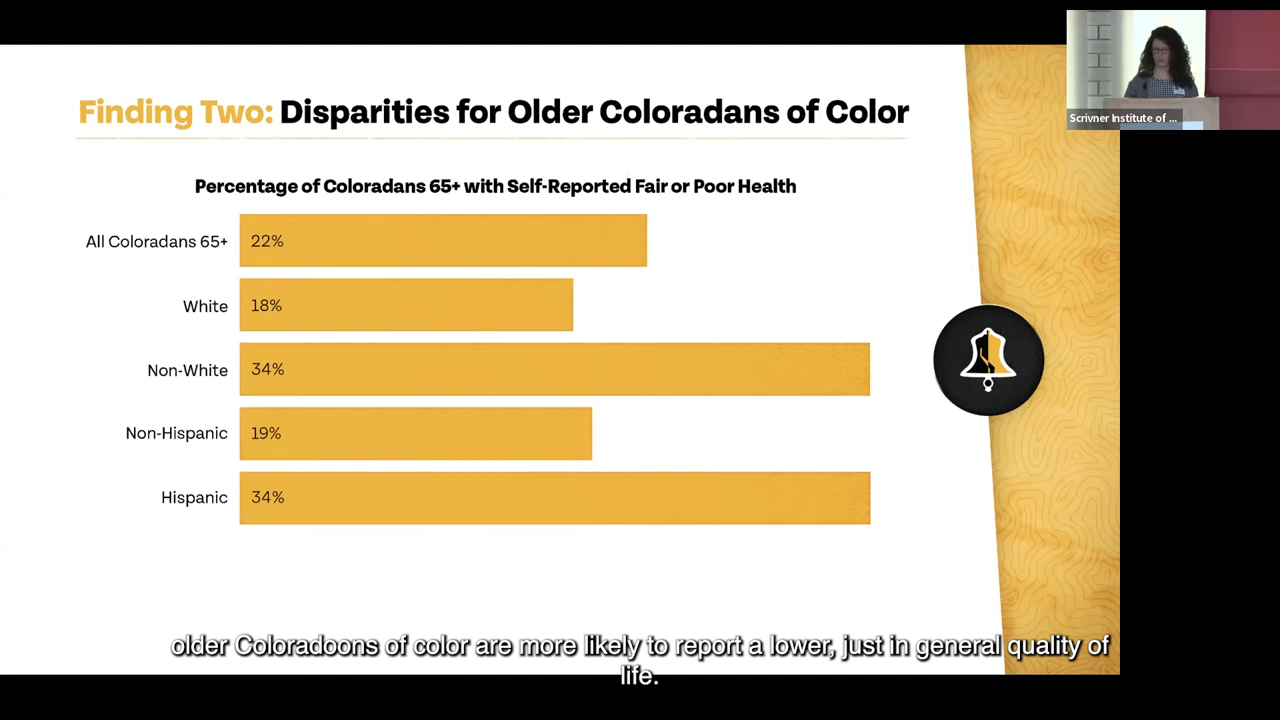 Scrivner Institute of ...
Finding Two: Disparities for Older Coloradans of Color
Percentage of Coloradans 65+ with Self-Reported Fair or Poor Health
All Coloradans 65+ 22%
White 18%
Non-White 34%
Non-Hispanic 19%
Hispanic 34%
older Coloradoons of color are more likely to report a lower, just in general quality of
life.